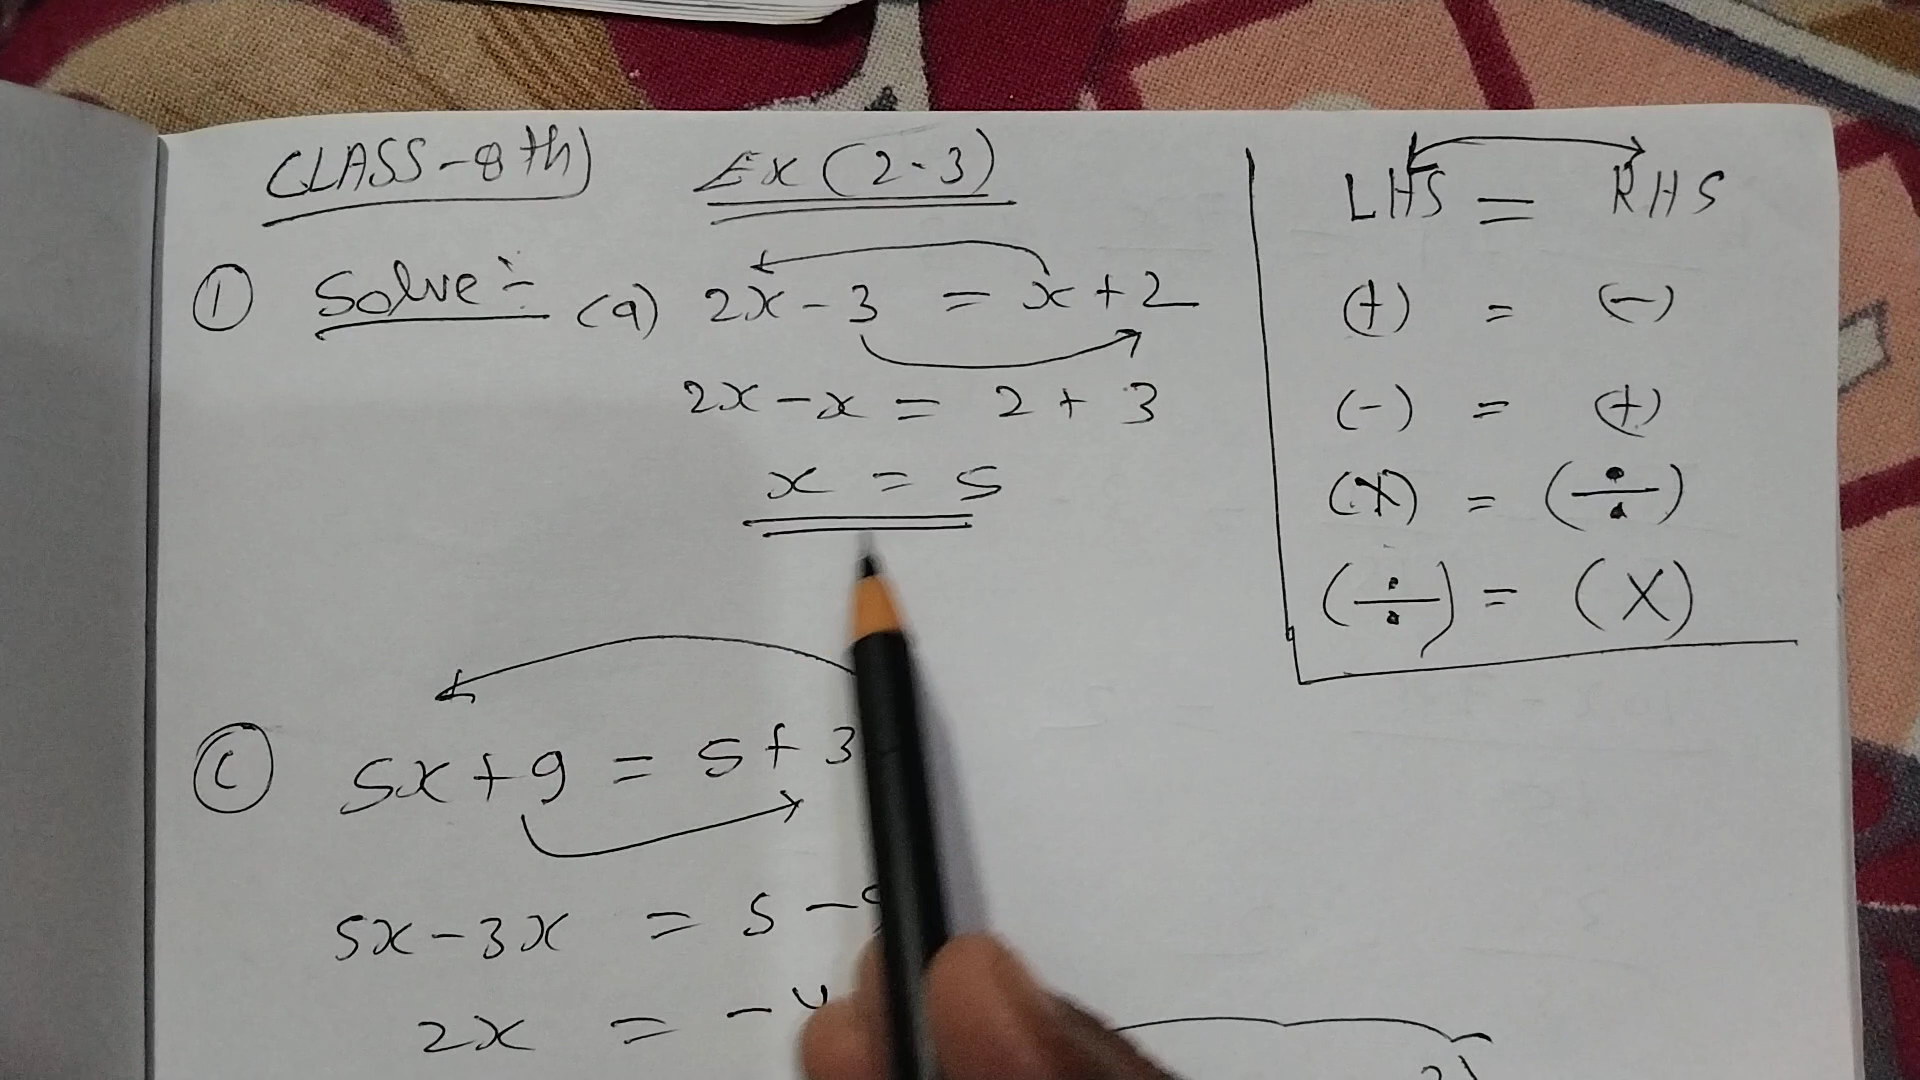 CLASS-8th) Ex (2.3)
① Solve :- (a) 2x - 3 = x + 2
2x - x = 2 + 3
x = 5
LHS = RHS
(+) = (-)
(-) = (+)
(×) = (÷)
(÷) = (×)
ⓒ 5x + 9 = 5 + 3
5x - 3x = 5 -
2x = -4